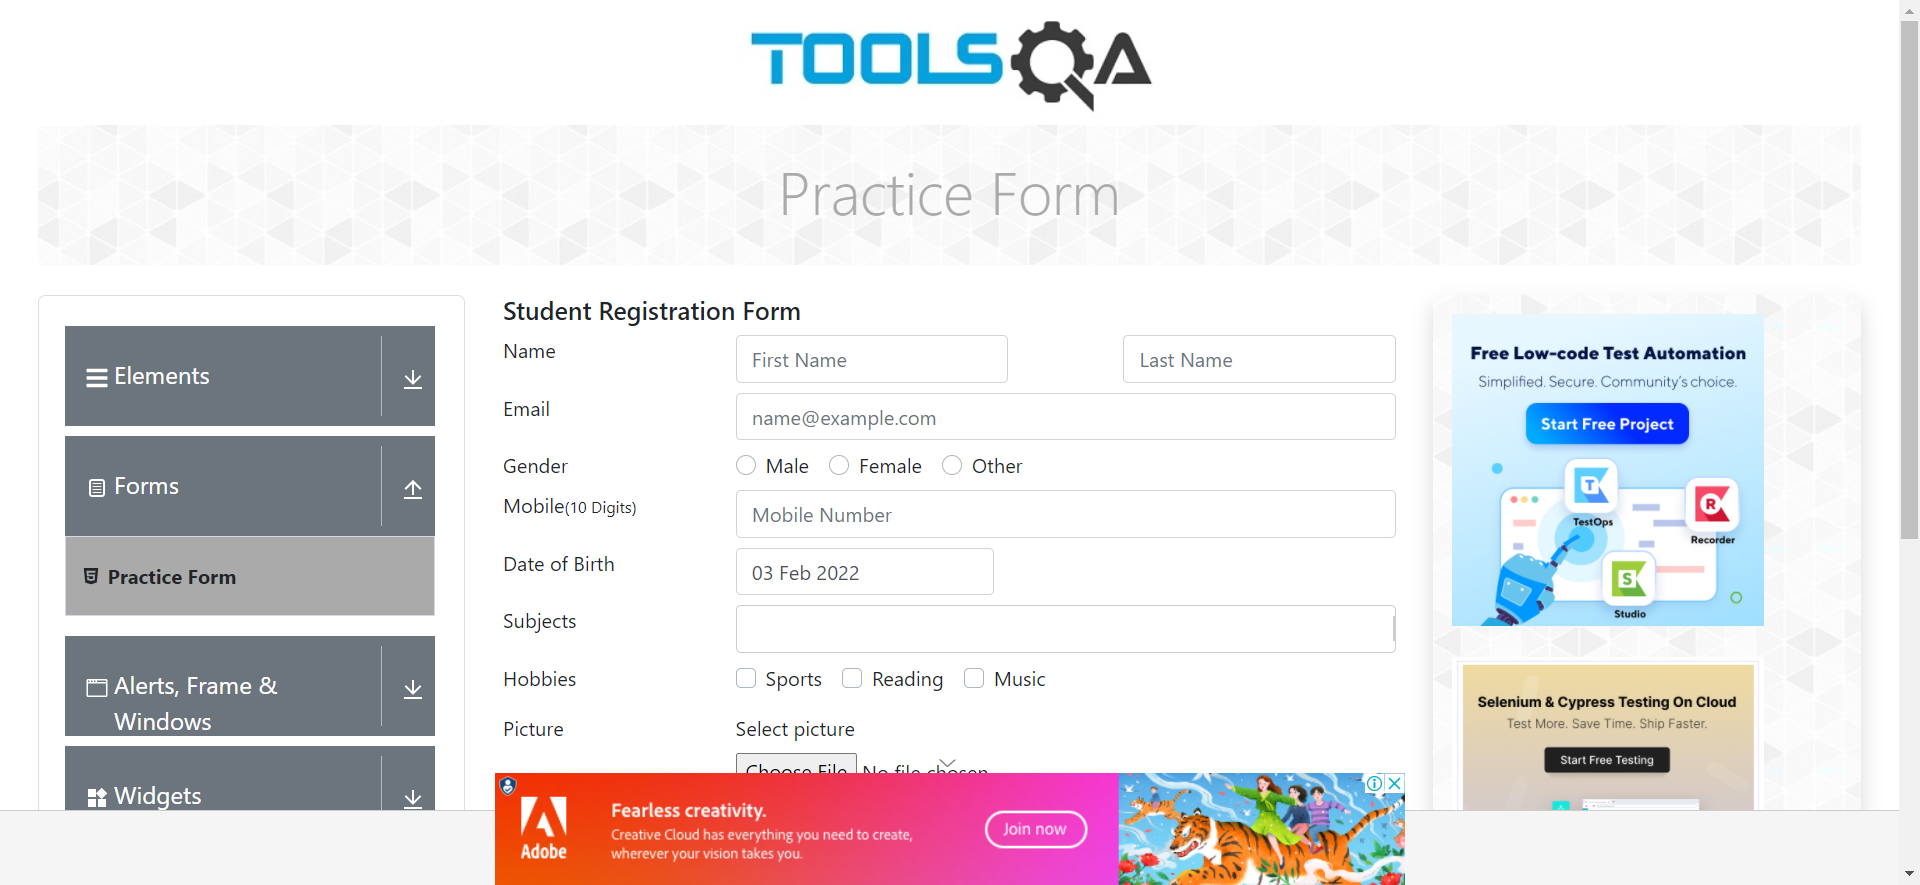 TOOLSQA
Practice Form
Elements
Forms
Practice Form
Alerts, Frame &
Windows
Widgets
Student Registration Form
Name
First Name
Last Name
Email
name@example.com
Gender
Male
Female
Other
Mobile(10 Digits)
Mobile Number
Date of Birth
03 Feb 2022
Subjects
Hobbies
Sports
Reading
Music
Picture
Select picture
Choose File No file chosen
Free Low-code Test Automation
Simplified. Secure. Community's choice.
Start Free Project
TestOps
Recorder
Studio
Selenium & Cypress Testing On Cloud
Test More. Save Time. Ship Faster.
Start Free Testing
Adobe
Fearless creativity.
Creative Cloud has everything you need to create,
wherever your vision takes you.
Join now